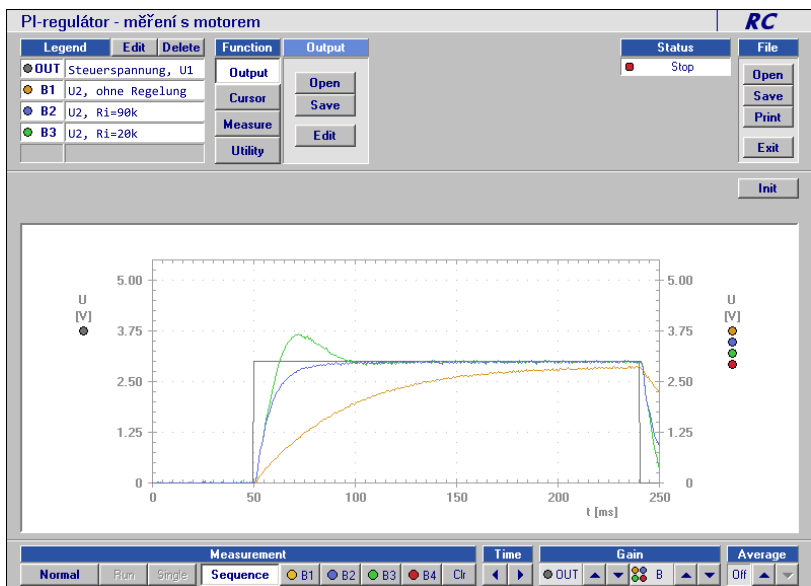 PI-regulátor - měření s motorem RC
Legend Edit Delete Function Output Status File
OUT Steuerspannung, U1 Output Open Stop Open
B1 U2, ohne Regelung Cursor Save Save
B2 U2, Ri=90k Measure Edit Print
B3 U2, Ri=20k Utility Exit
Init
5.00 5.00
U U
[V] [V]
3.75 3.75
2.50 2.50
1.25 1.25
0 0
0 50 100 150 200 250
t [ms]
Measurement Time Gain Average
Normal Run Single Sequence B1 B2 B3 B4 Clr OUT B Off